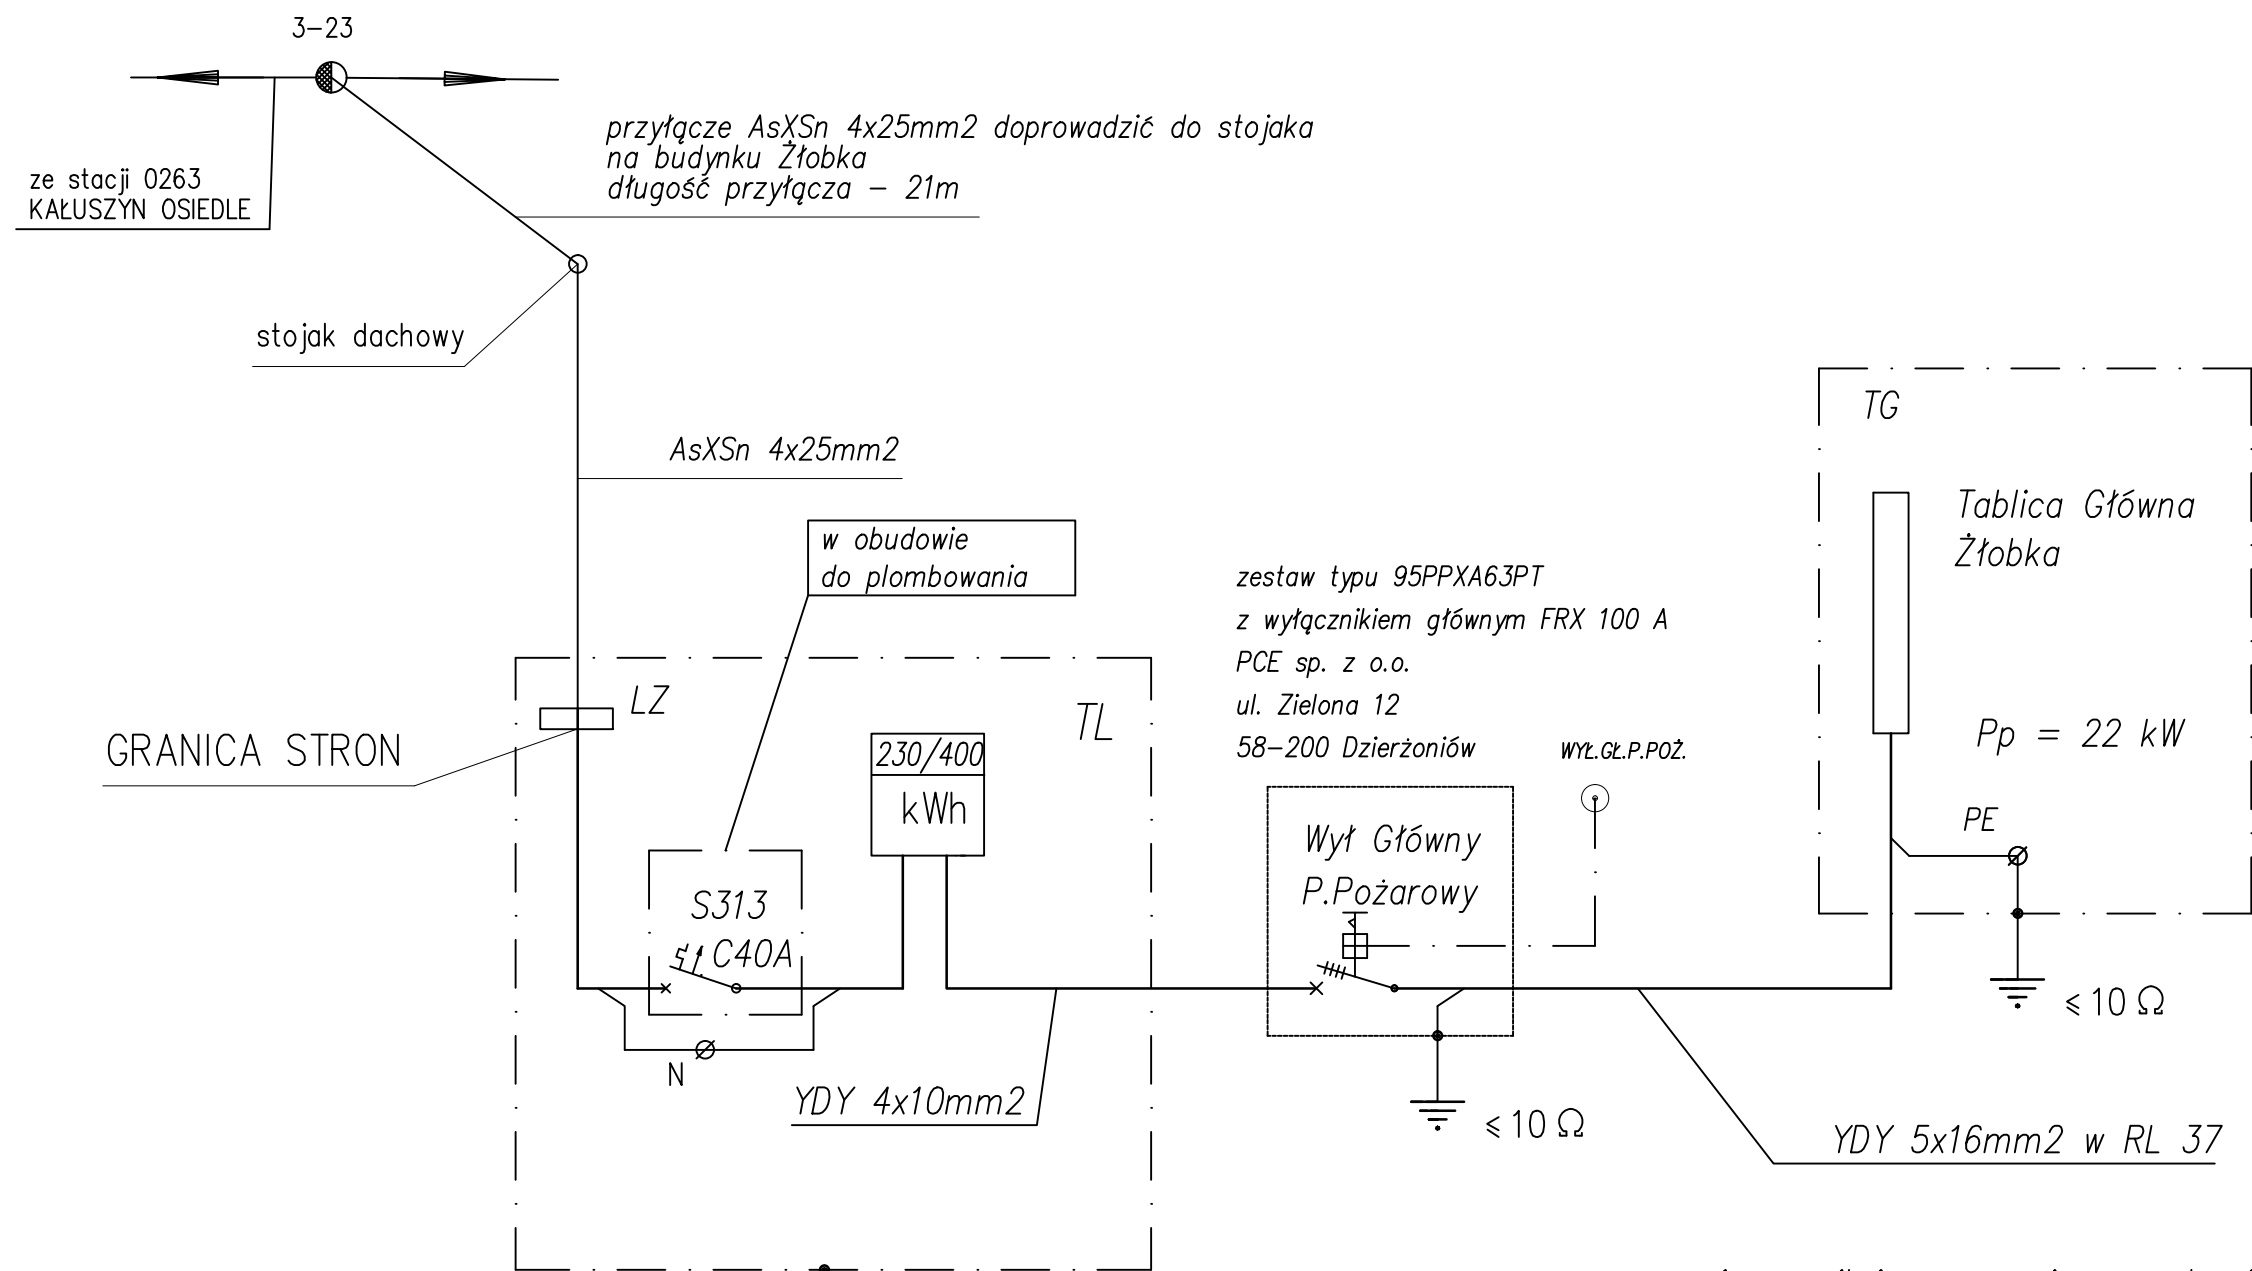 3-23
przyłącze AsXSn 4x25mm2 doprowadzić do stojaka
na budynku Żłobka
długość przyłącza - 21m
ze stacji 0263
KAŁUSZYN OSIEDLE
stojak dachowy
AsXSn 4x25mm2
w obudowie
do plombowania
TG
Tablica Główna
Żłobka
Pp = 22 kW
PE
≤ 10 Ω
zestaw typu 95PPXA63PT
z wyłącznikiem głównym FRX 100 A
PCE sp. z o.o.
ul. Zielona 12
58-200 Dzierżoniów
WYŁ.GŁ.P.POŻ.
LZ
TL
GRANICA STRON
230/400
kWh
S313
C40A
N
Wył Główny
P.Pożarowy
≤ 10 Ω
YDY 4x10mm2
YDY 5x16mm2 w RL 37